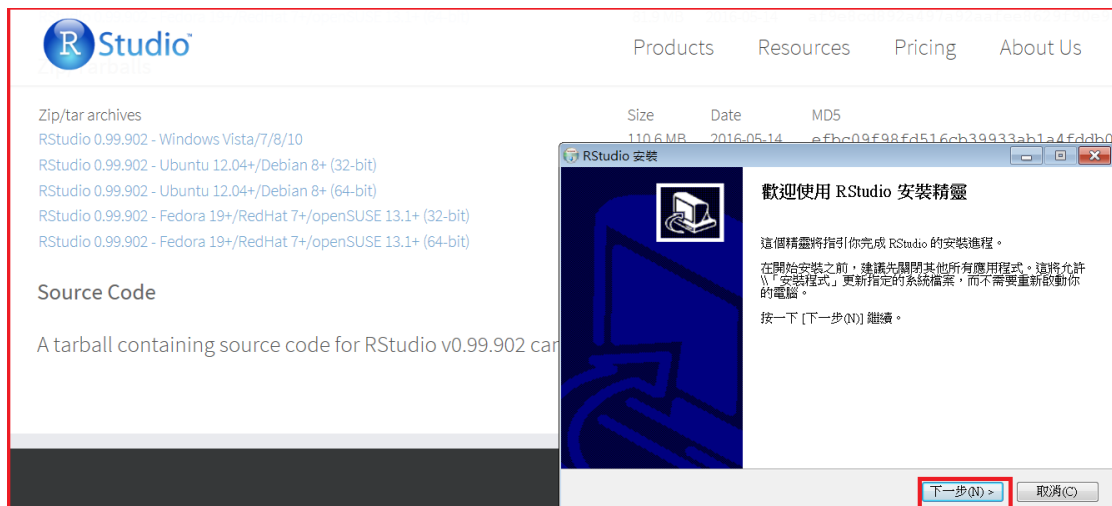 R Studio
Products Resources Pricing About Us
Zip/tar archives Size Date MD5
RStudio 0.99.902 - Windows Vista/7/8/10 110.6 MB 2016-05-14 efbc09f98fd516cb39933ab1a4fddb0
RStudio 0.99.902 - Ubuntu 12.04+/Debian 8+ (32-bit)
RStudio 0.99.902 - Ubuntu 12.04+/Debian 8+ (64-bit)
RStudio 0.99.902 - Fedora 19+/RedHat 7+/openSUSE 13.1+ (32-bit)
RStudio 0.99.902 - Fedora 19+/RedHat 7+/openSUSE 13.1+ (64-bit)
Source Code
A tarball containing source code for RStudio v0.99.902 can
RStudio 安裝
歡迎使用 RStudio 安裝精靈
這個精靈將指引你完成 RStudio 的安裝進程。
在開始安裝之前，建議先關閉其他所有應用程式。這將允許
\「安裝程式」更新指定的系統檔案，而不需要重新啟動你
的電腦。
按一下 [下一步(N)] 繼續。
下一步(N) > 取消(C)